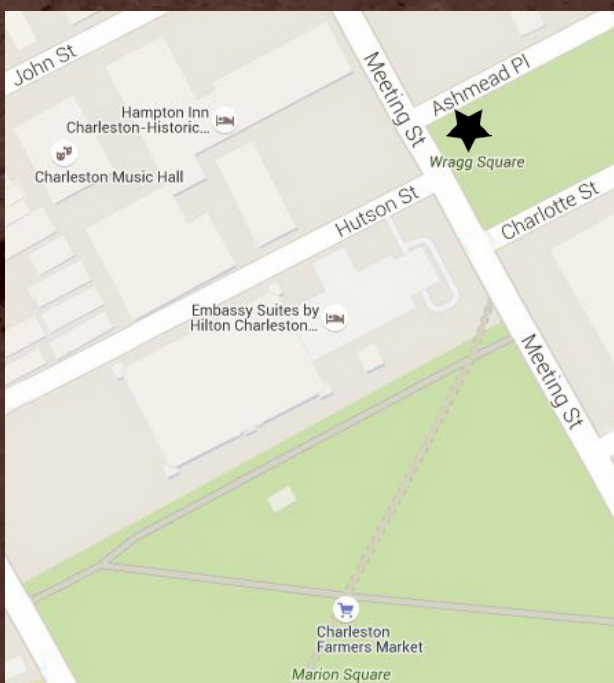 John St
Meeting St
Ashmead Pl
Hampton Inn
Charleston-Historic...
Charleston Music Hall
Wragg Square
Hutson St
Charlotte St
Embassy Suites by
Hilton Charleston...
Meeting St
Charleston
Farmers Market
Marion Square